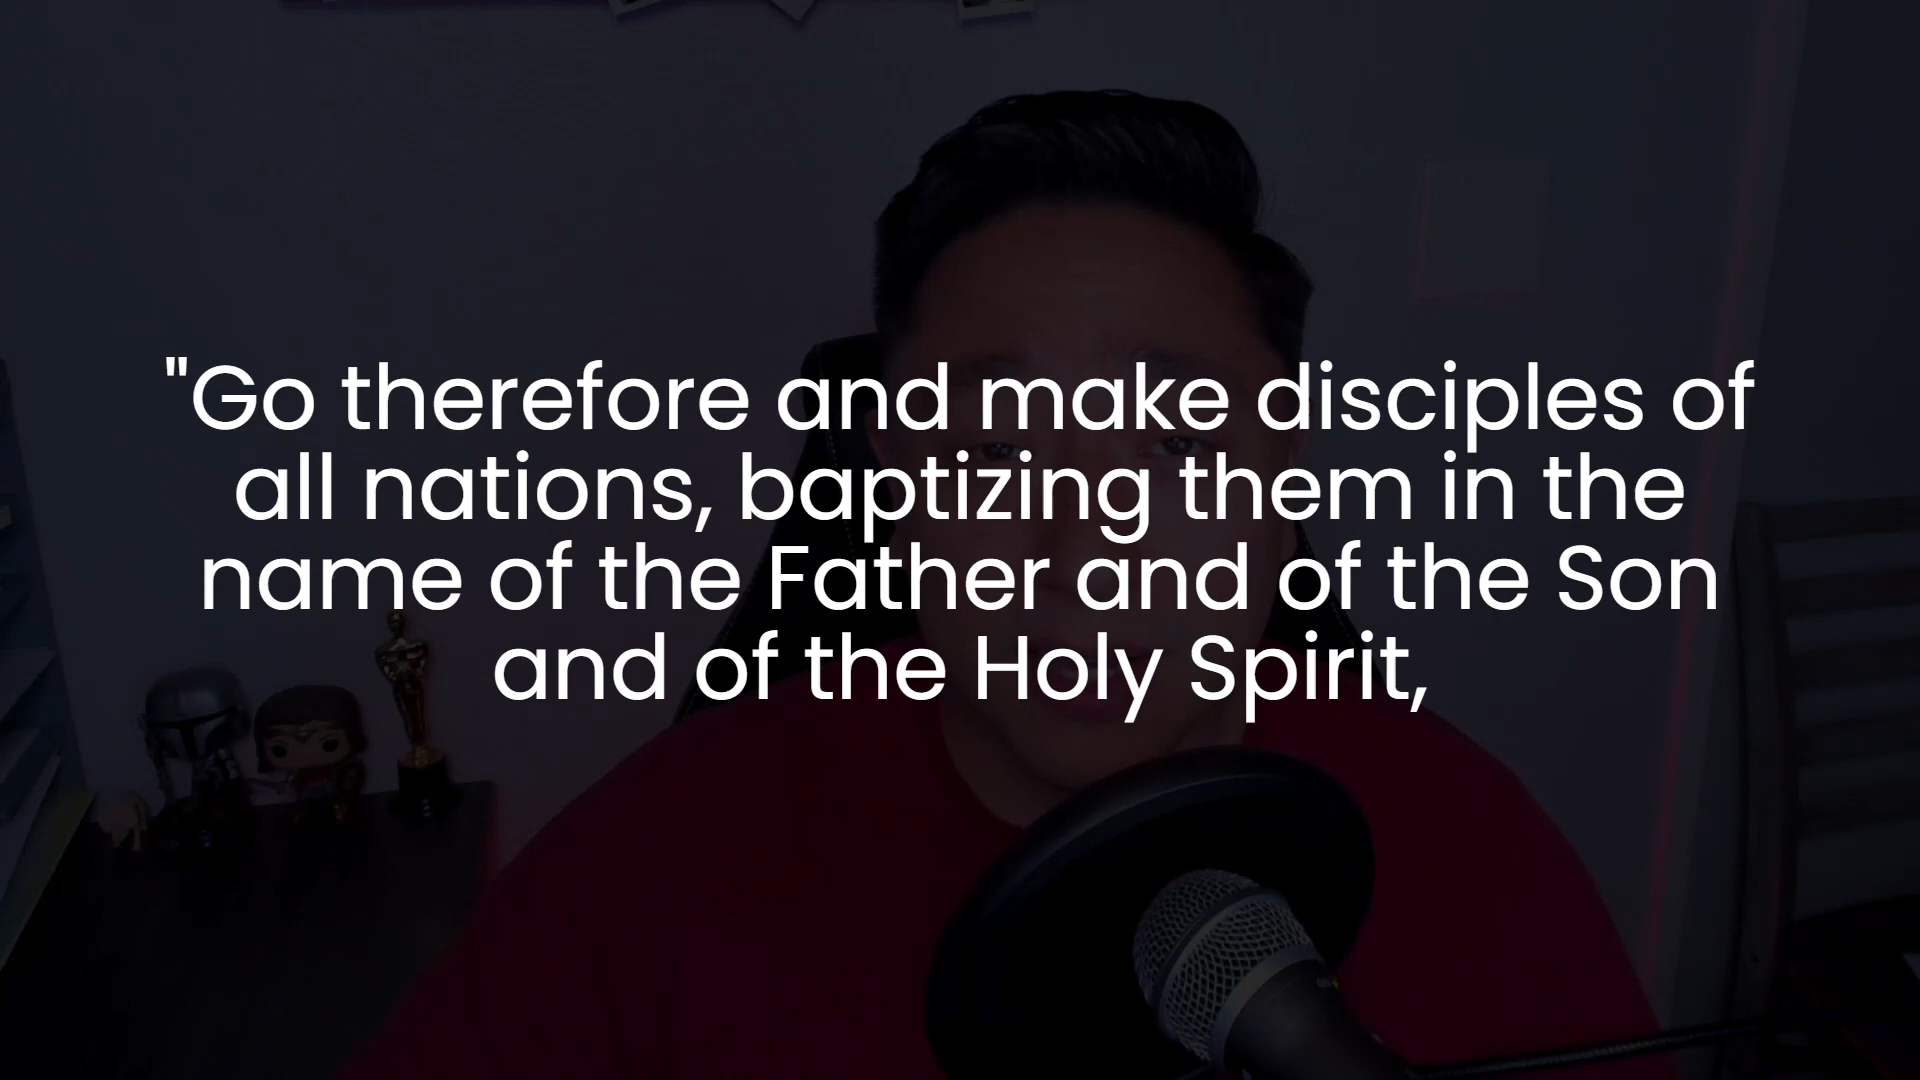 "Go therefore and make disciples of
all nations, baptizing them in the
name of the Father and of the Son
and of the Holy Spirit,